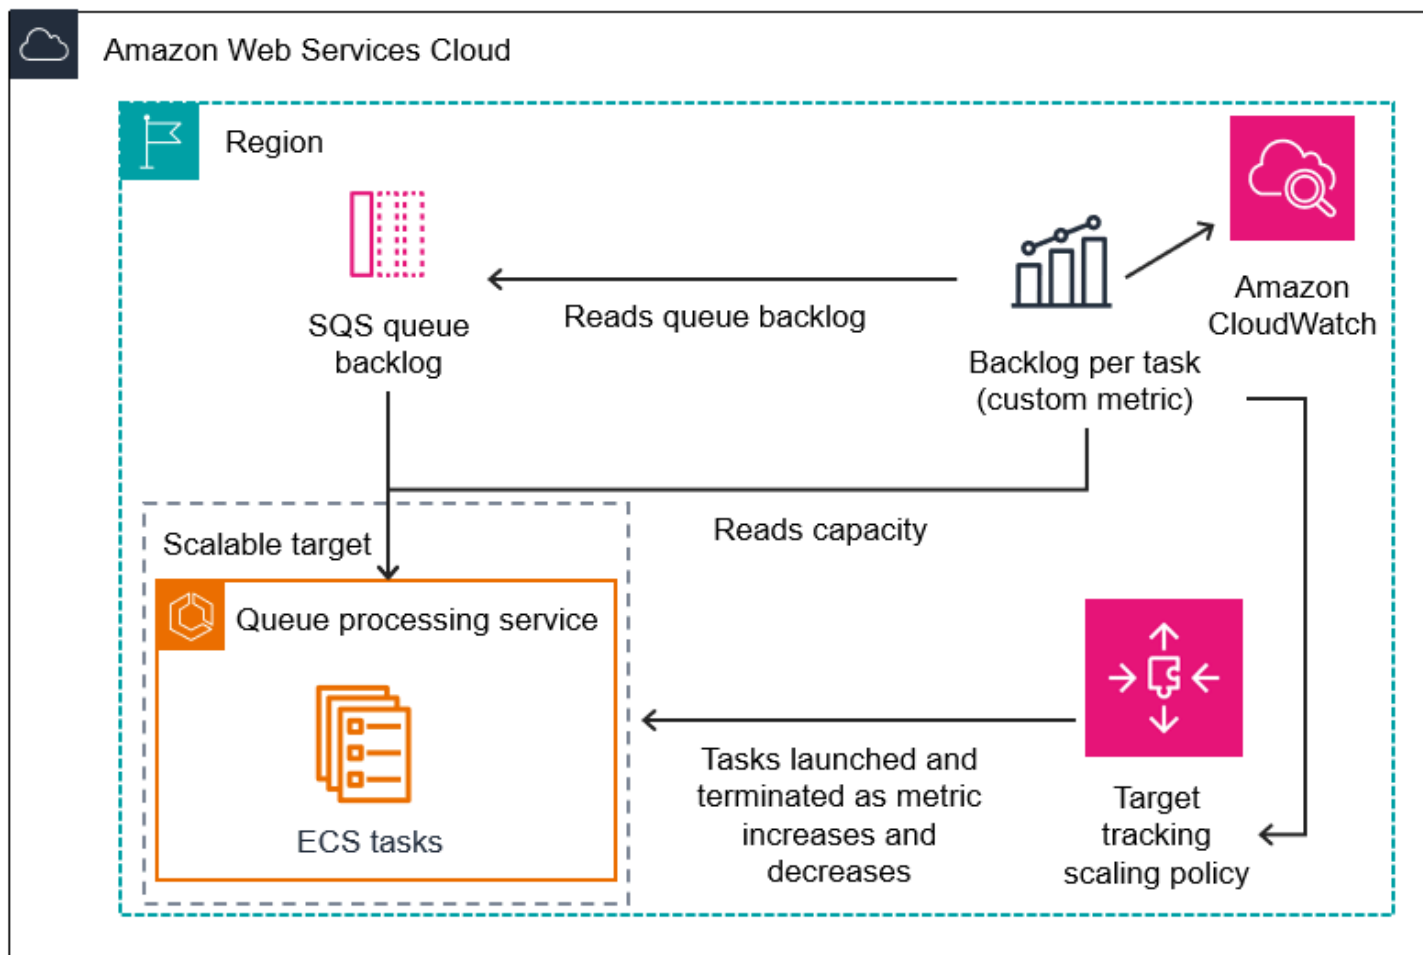 Amazon Web Services Cloud
Region
SQS queue
backlog
Reads queue backlog
Backlog per task
(custom metric)
Amazon
CloudWatch
Reads capacity
Scalable target
Queue processing service
ECS tasks
Tasks launched and
terminated as metric
increases and
decreases
Target
tracking
scaling policy